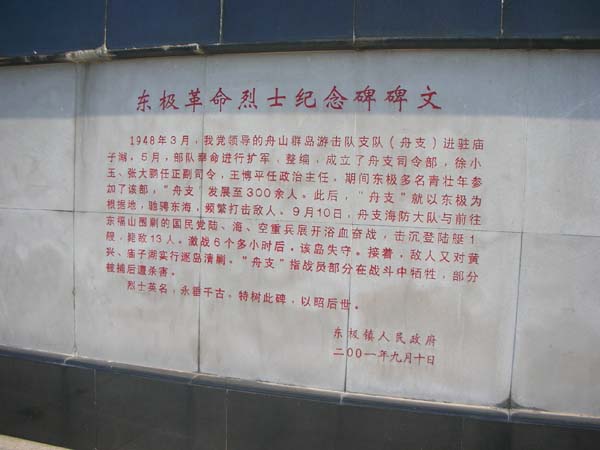 东极革命烈士纪念碑碑文
1948年3月，我党领导的舟山群岛游击队支队（舟支）进驻庙
子湖，5月，部队奉命进行扩军、整编，成立了舟支司令部，徐小
玉、张大鹏任正副司令，王博平任政治主任，期间东极多名青壮年参
加了该部，“舟支”发展至300余人。此后，“舟支”就以东极为
根据地，驰骋东海，频繁打击敌人。9月10日，舟支海防大队与前往
东福山围剿的国民党陆、海、空重兵展开浴血奋战，击沉登陆艇1
艘，毙敌13人。激战6个多小时后，该岛失守。接着，敌人又对黄
兴、庙子湖实行逐岛清剿。“舟支”指战员部分在战斗中牺牲，部分
被捕后遭杀害。
烈士英名，永垂千古，特树此碑，以昭后世。
东极镇人民政府
二00一年九月十日